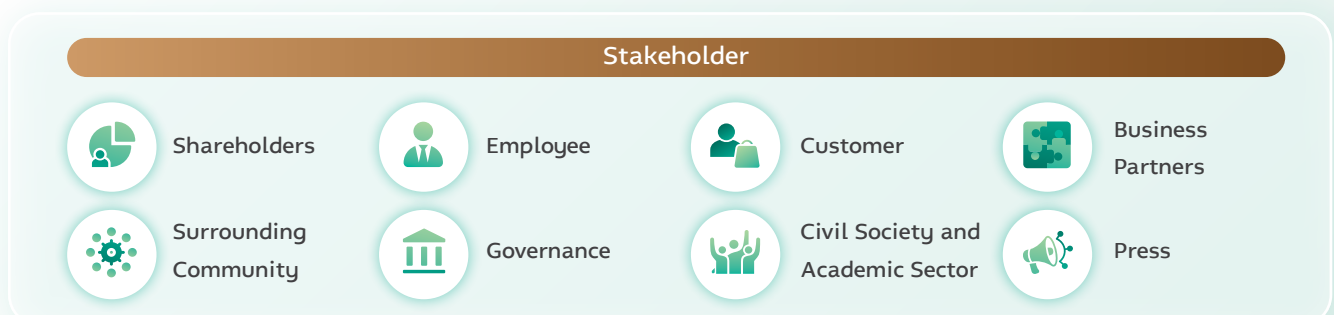 Stakeholder
Shareholders
Employee
Customer
Business
Partners
Surrounding
Community
Governance
Civil Society and
Academic Sector
Press